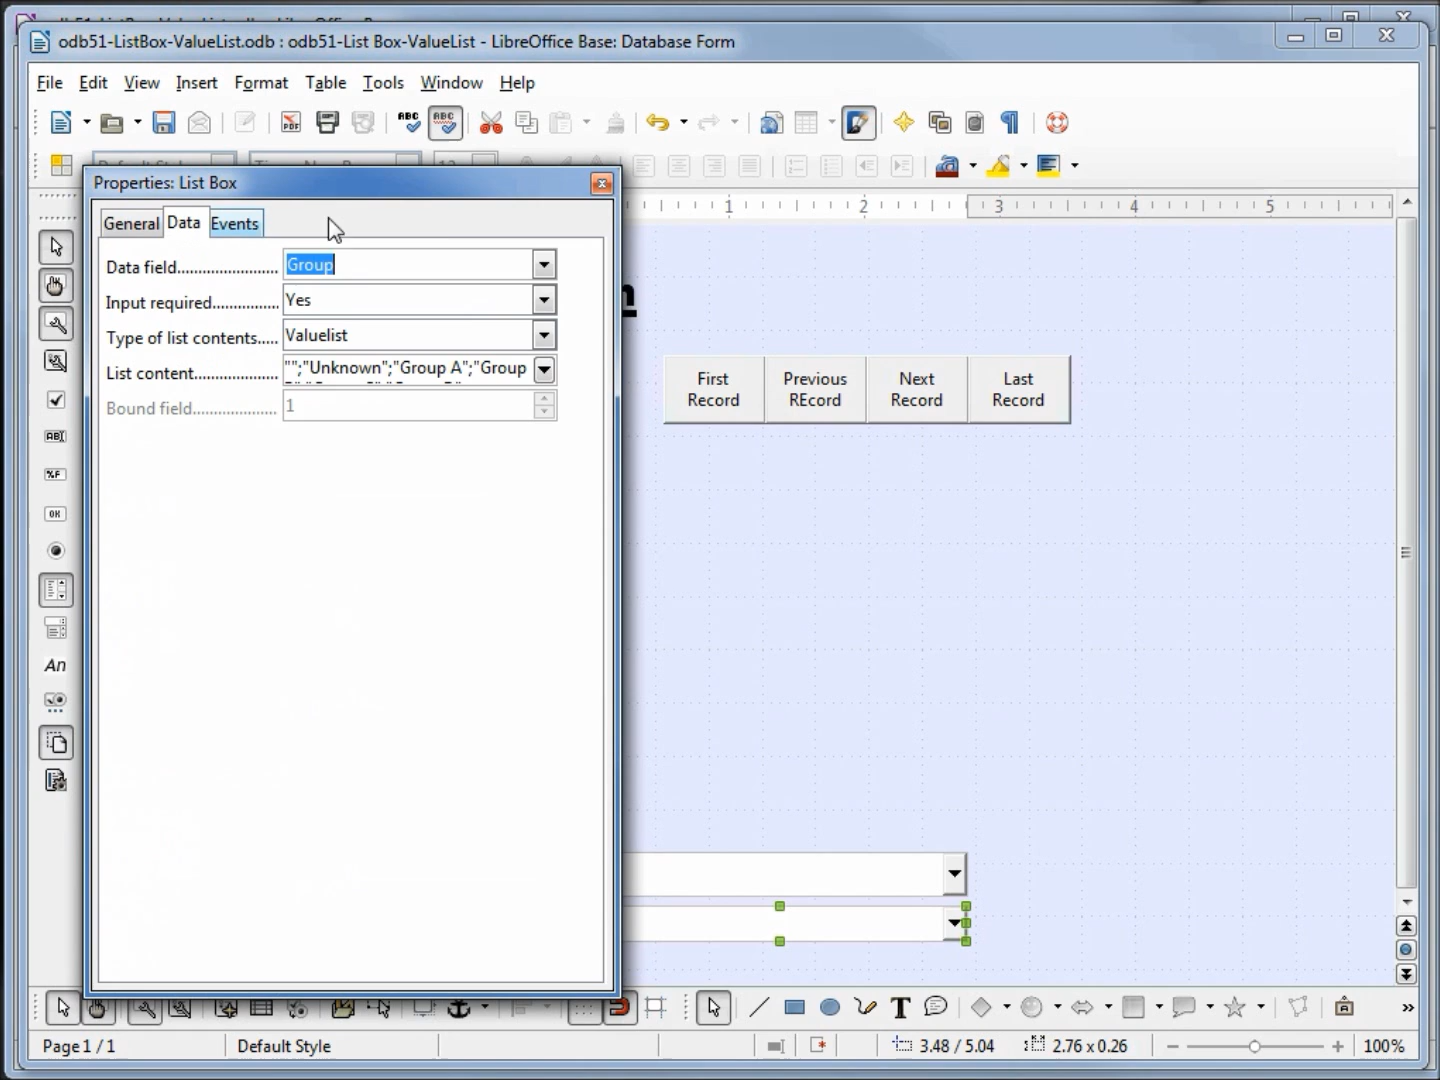 odb51-ListBox-ValueList.odb : odb51-List Box-ValueList - LibreOffice Base: Database Form
File Edit View Insert Format Table Tools Window Help
Properties: List Box
General Data Events
Data field Group
Input required Yes
Type of list contents Valuelist
List content "";"Unknown";"Group A";"Group
Bound field 1
1 2 3 4 5
n
First Record
Previous REcord
Next Record
Last Record
Page 1 / 1 Default Style 3.48 / 5.04 2.76 x 0.26 100%